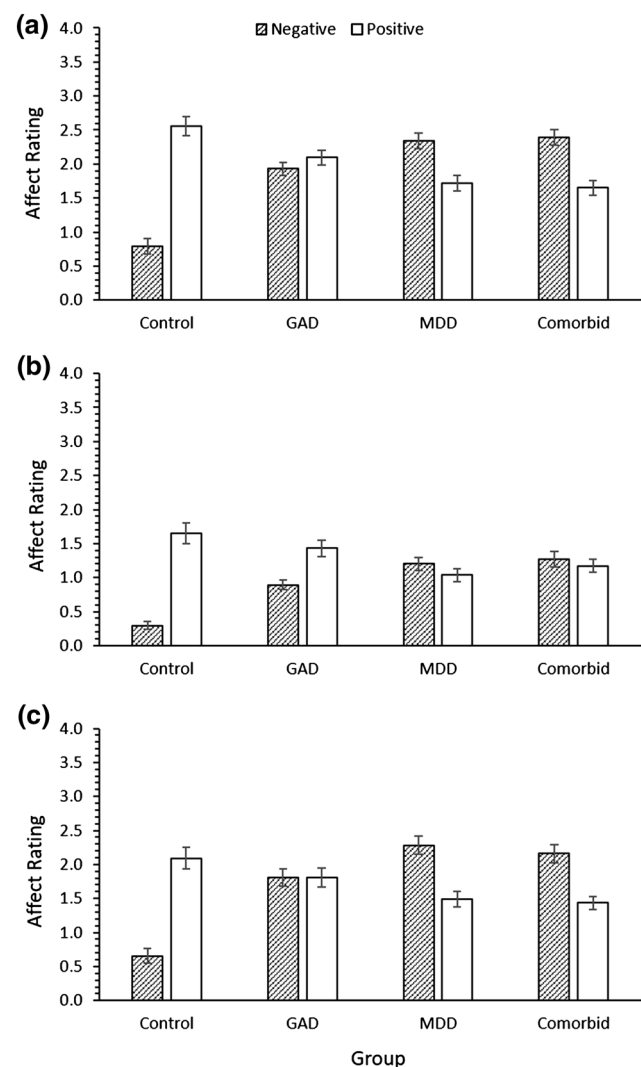 (a)
Negative Positive
4.0
3.5
3.0
2.5
2.0
1.5
1.0
0.5
0.0
Affect Rating
Control GAD MDD Comorbid
(b)
4.0
3.5
3.0
2.5
2.0
1.5
1.0
0.5
0.0
Affect Rating
Control GAD MDD Comorbid
(c)
4.0
3.5
3.0
2.5
2.0
1.5
1.0
0.5
0.0
Affect Rating
Control GAD MDD Comorbid
Group